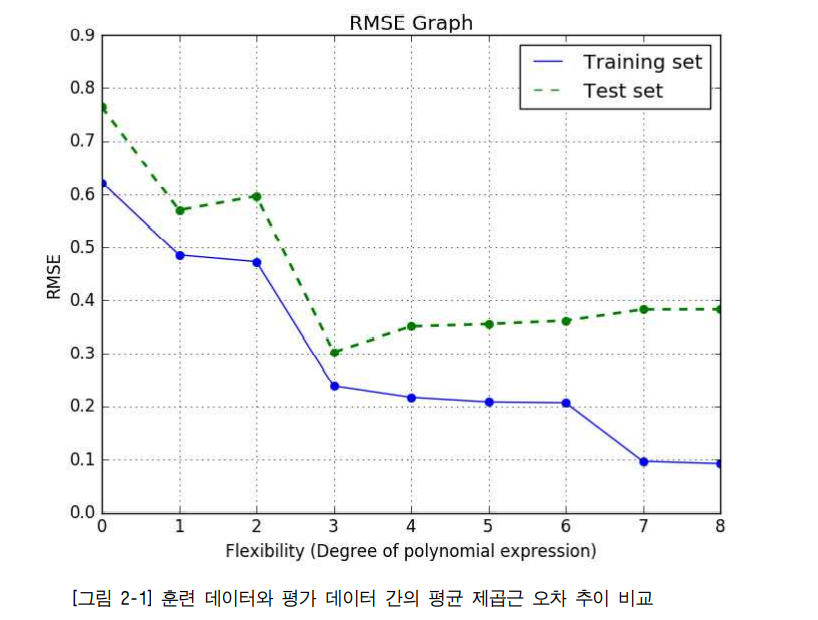 RMSE Graph
0.9
0.8
0.7
0.6
0.5
0.4
0.3
0.2
0.1
0.0
RMSE
Training set
Test set
0 1 2 3 4 5 6 7 8
Flexibility (Degree of polynomial expression)
[그림 2-1] 훈련 데이터와 평가 데이터 간의 평균 제곱근 오차 추이 비교